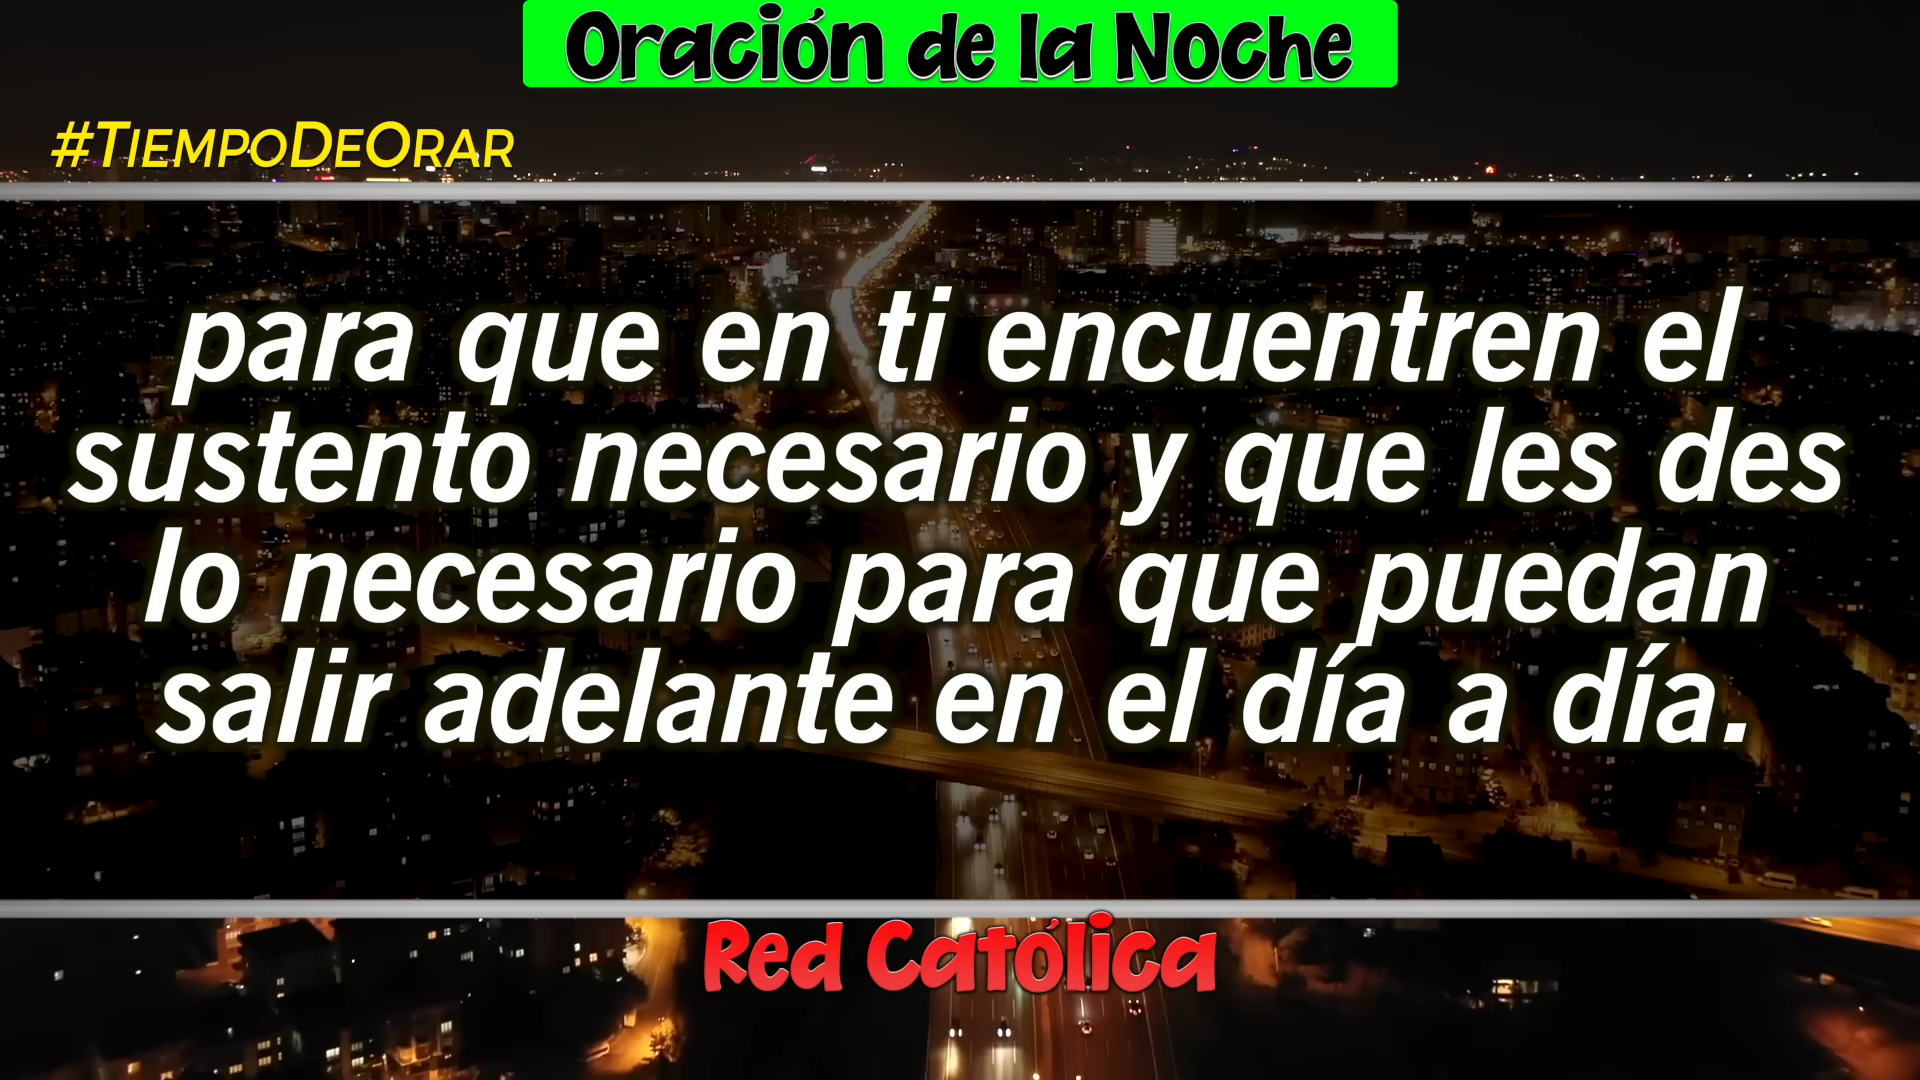 Oración de la Noche
#TiempoDeOrar
para que en ti encuentren el
sustento necesario y que les des
lo necesario para que puedan
salir adelante en el día a día.
Red Católica